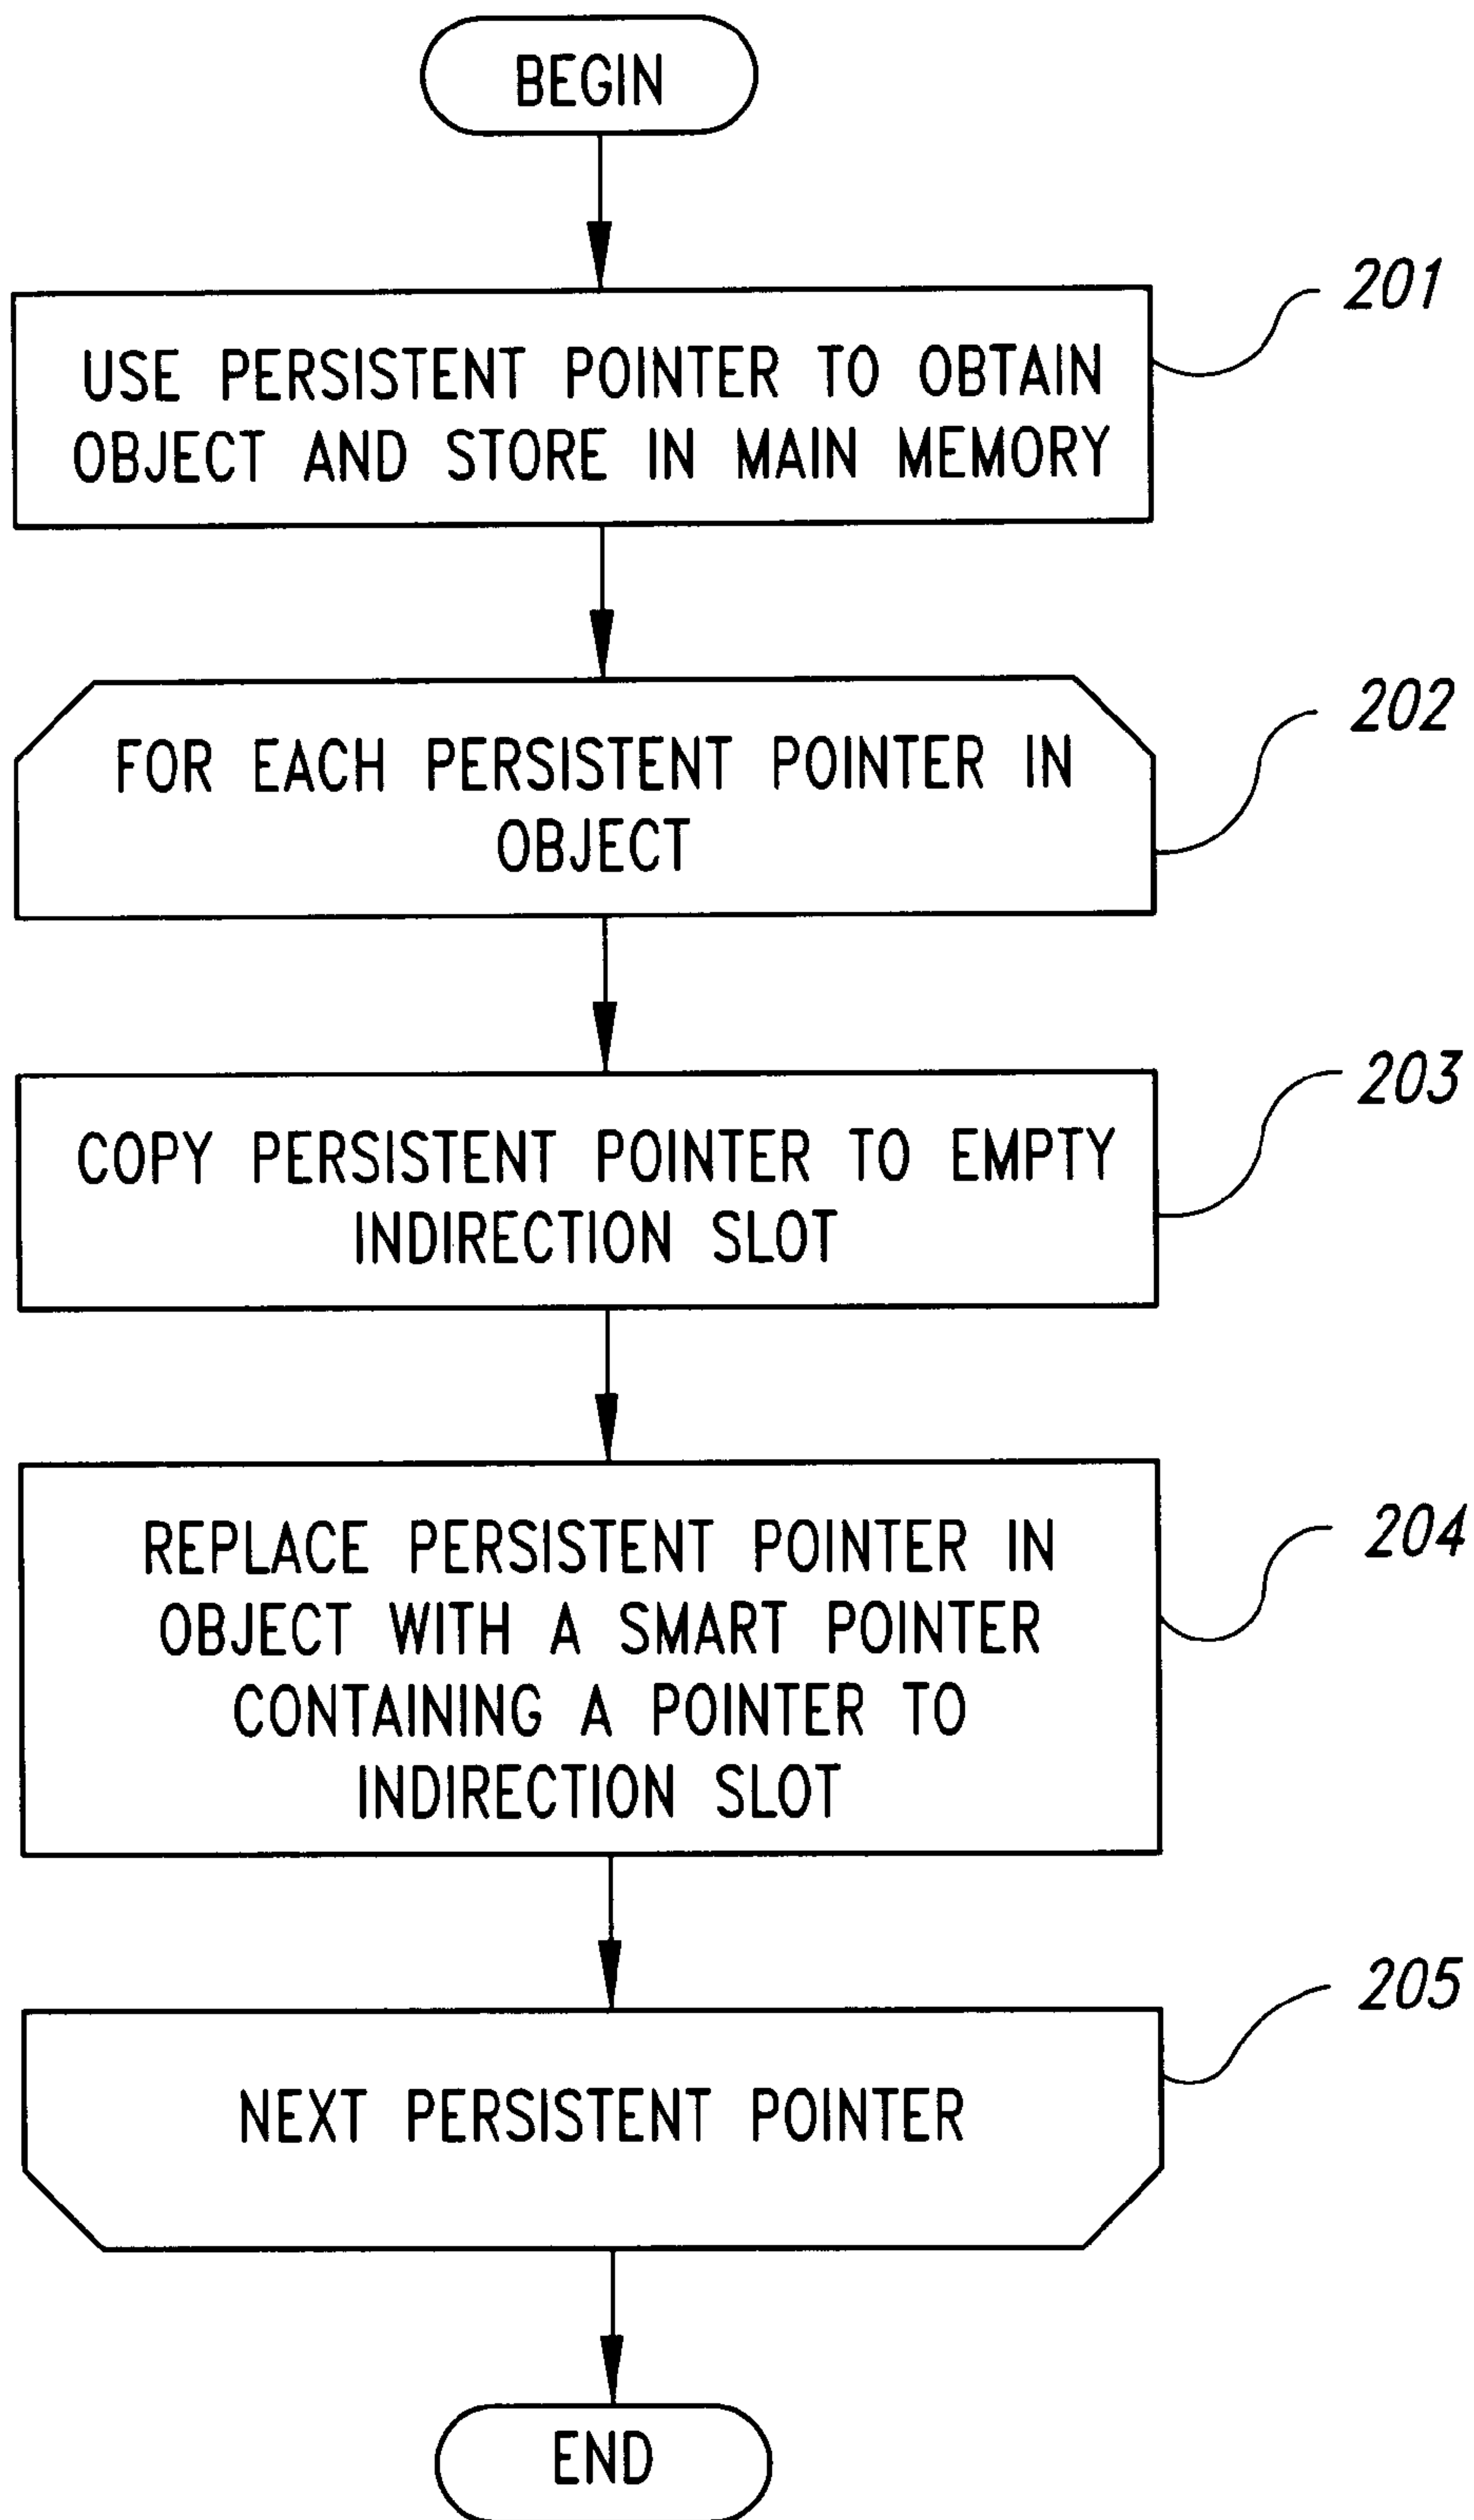 BEGIN
201
USE PERSISTENT POINTER TO OBTAIN
OBJECT AND STORE IN MAIN MEMORY
202
FOR EACH PERSISTENT POINTER IN
OBJECT
203
COPY PERSISTENT POINTER TO EMPTY
INDIRECTION SLOT
204
REPLACE PERSISTENT POINTER IN
OBJECT WITH A SMART POINTER
CONTAINING A POINTER TO
INDIRECTION SLOT
205
NEXT PERSISTENT POINTER
END